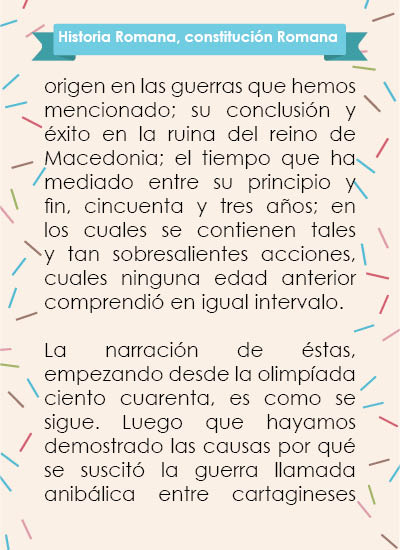 Historia Romana, constitución Romana
origen en las guerras que hemos
mencionado; su conclusión y
éxito en la ruina del reino de
Macedonia; el tiempo que ha
mediado entre su principio y
fin, cincuenta y tres años; en
los cuales se contienen tales
y tan sobresalientes acciones,
cuales ninguna edad anterior
comprendió en igual intervalo.
La narración de éstas,
empezando desde la olimpíada
ciento cuarenta, es como se
sigue. Luego que hayamos
demostrado las causas por qué
se suscitó la guerra llamada
anibálica entre cartagineses